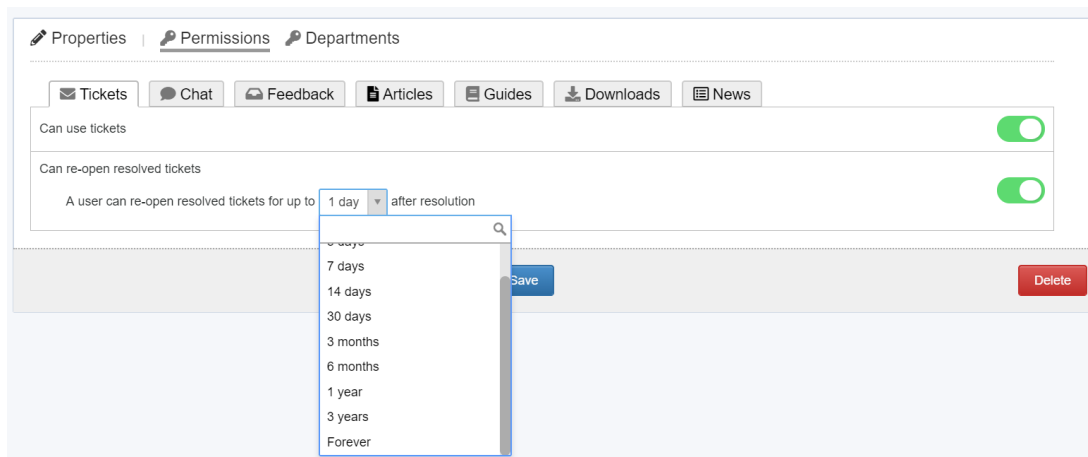 Properties | Permissions Departments
Tickets Chat Feedback Articles Guides Downloads News
Can use tickets
Can re-open resolved tickets
A user can re-open resolved tickets for up to 1 day after resolution
7 days
14 days
30 days
3 months
6 months
1 year
3 years
Forever
Save
Delete